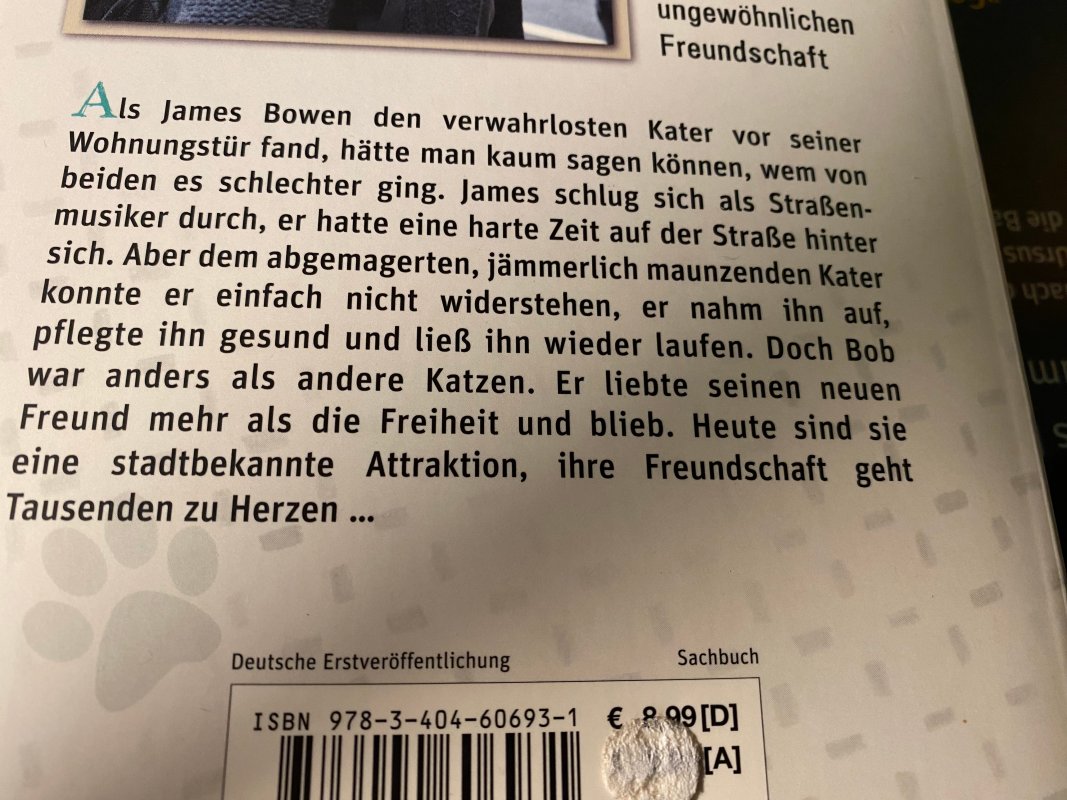 ungewöhnlichen
Freundschaft
Als James Bowen den verwahrlosten Kater vor seiner
Wohnungstür fand, hätte man kaum sagen können, wem von
beiden es schlechter ging. James schlug sich als Straßen-
musiker durch, er hatte eine harte Zeit auf der Straße hinter
sich. Aber dem abgemagerten, jämmerlich maunzenden Kater
konnte er einfach nicht widerstehen, er nahm ihn auf,
pflegte ihn gesund und ließ ihn wieder laufen. Doch Bob
war anders als andere Katzen. Er liebte seinen neuen
Freund mehr als die Freiheit und blieb. Heute sind sie
eine stadtbekannte Attraktion, ihre Freundschaft geht
Tausenden zu Herzen ...
Deutsche Erstveröffentlichung
Sachbuch
ISBN 978-3-404-60693-1
€ 8,99 [D]
[A]